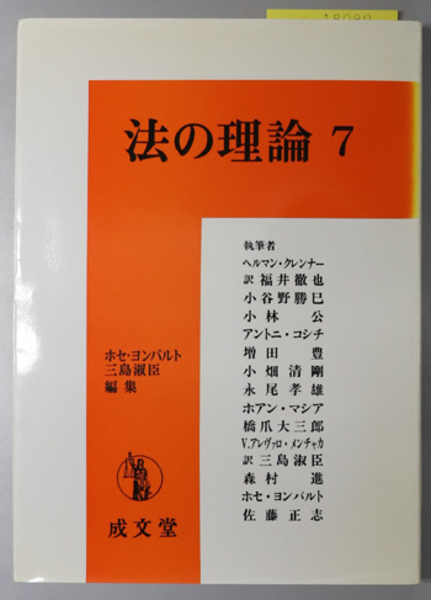 法の理論 7
執筆者
ヘルマン・クレンナー
訳 福井徹也
小谷野勝巳
小林 公
アントニ・コシチ
増田 豊
小畑清剛
永尾孝雄
ホアン・マシア
橋爪大三郎
V.アレヴァロ・メンチャカ
訳 三島淑臣
森村 進
ホセ・ヨンパルト
佐藤正志
ホセ・ヨンパルト
三島淑臣
編集
成文堂